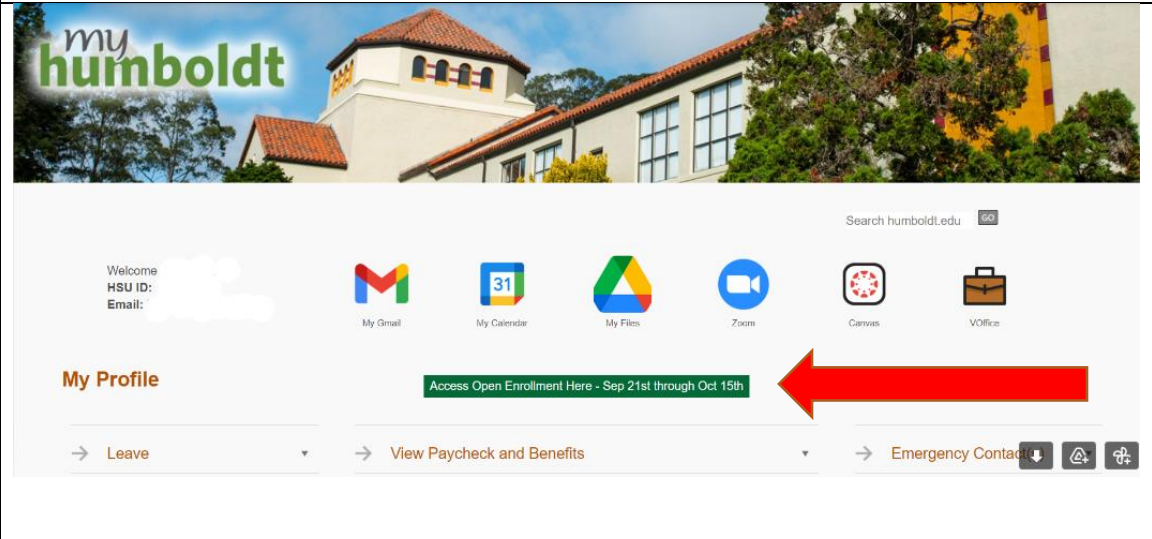 my
humboldt
Search humboldt.edu GO
Welcome
HSU ID:
Email:
31
My Gmail
My Calendar
My Files
Zoom
Canvas
VOffice
My Profile
Access Open Enrollment Here - Sep 21st through Oct 15th
Leave
View Paycheck and Benefits
Emergency